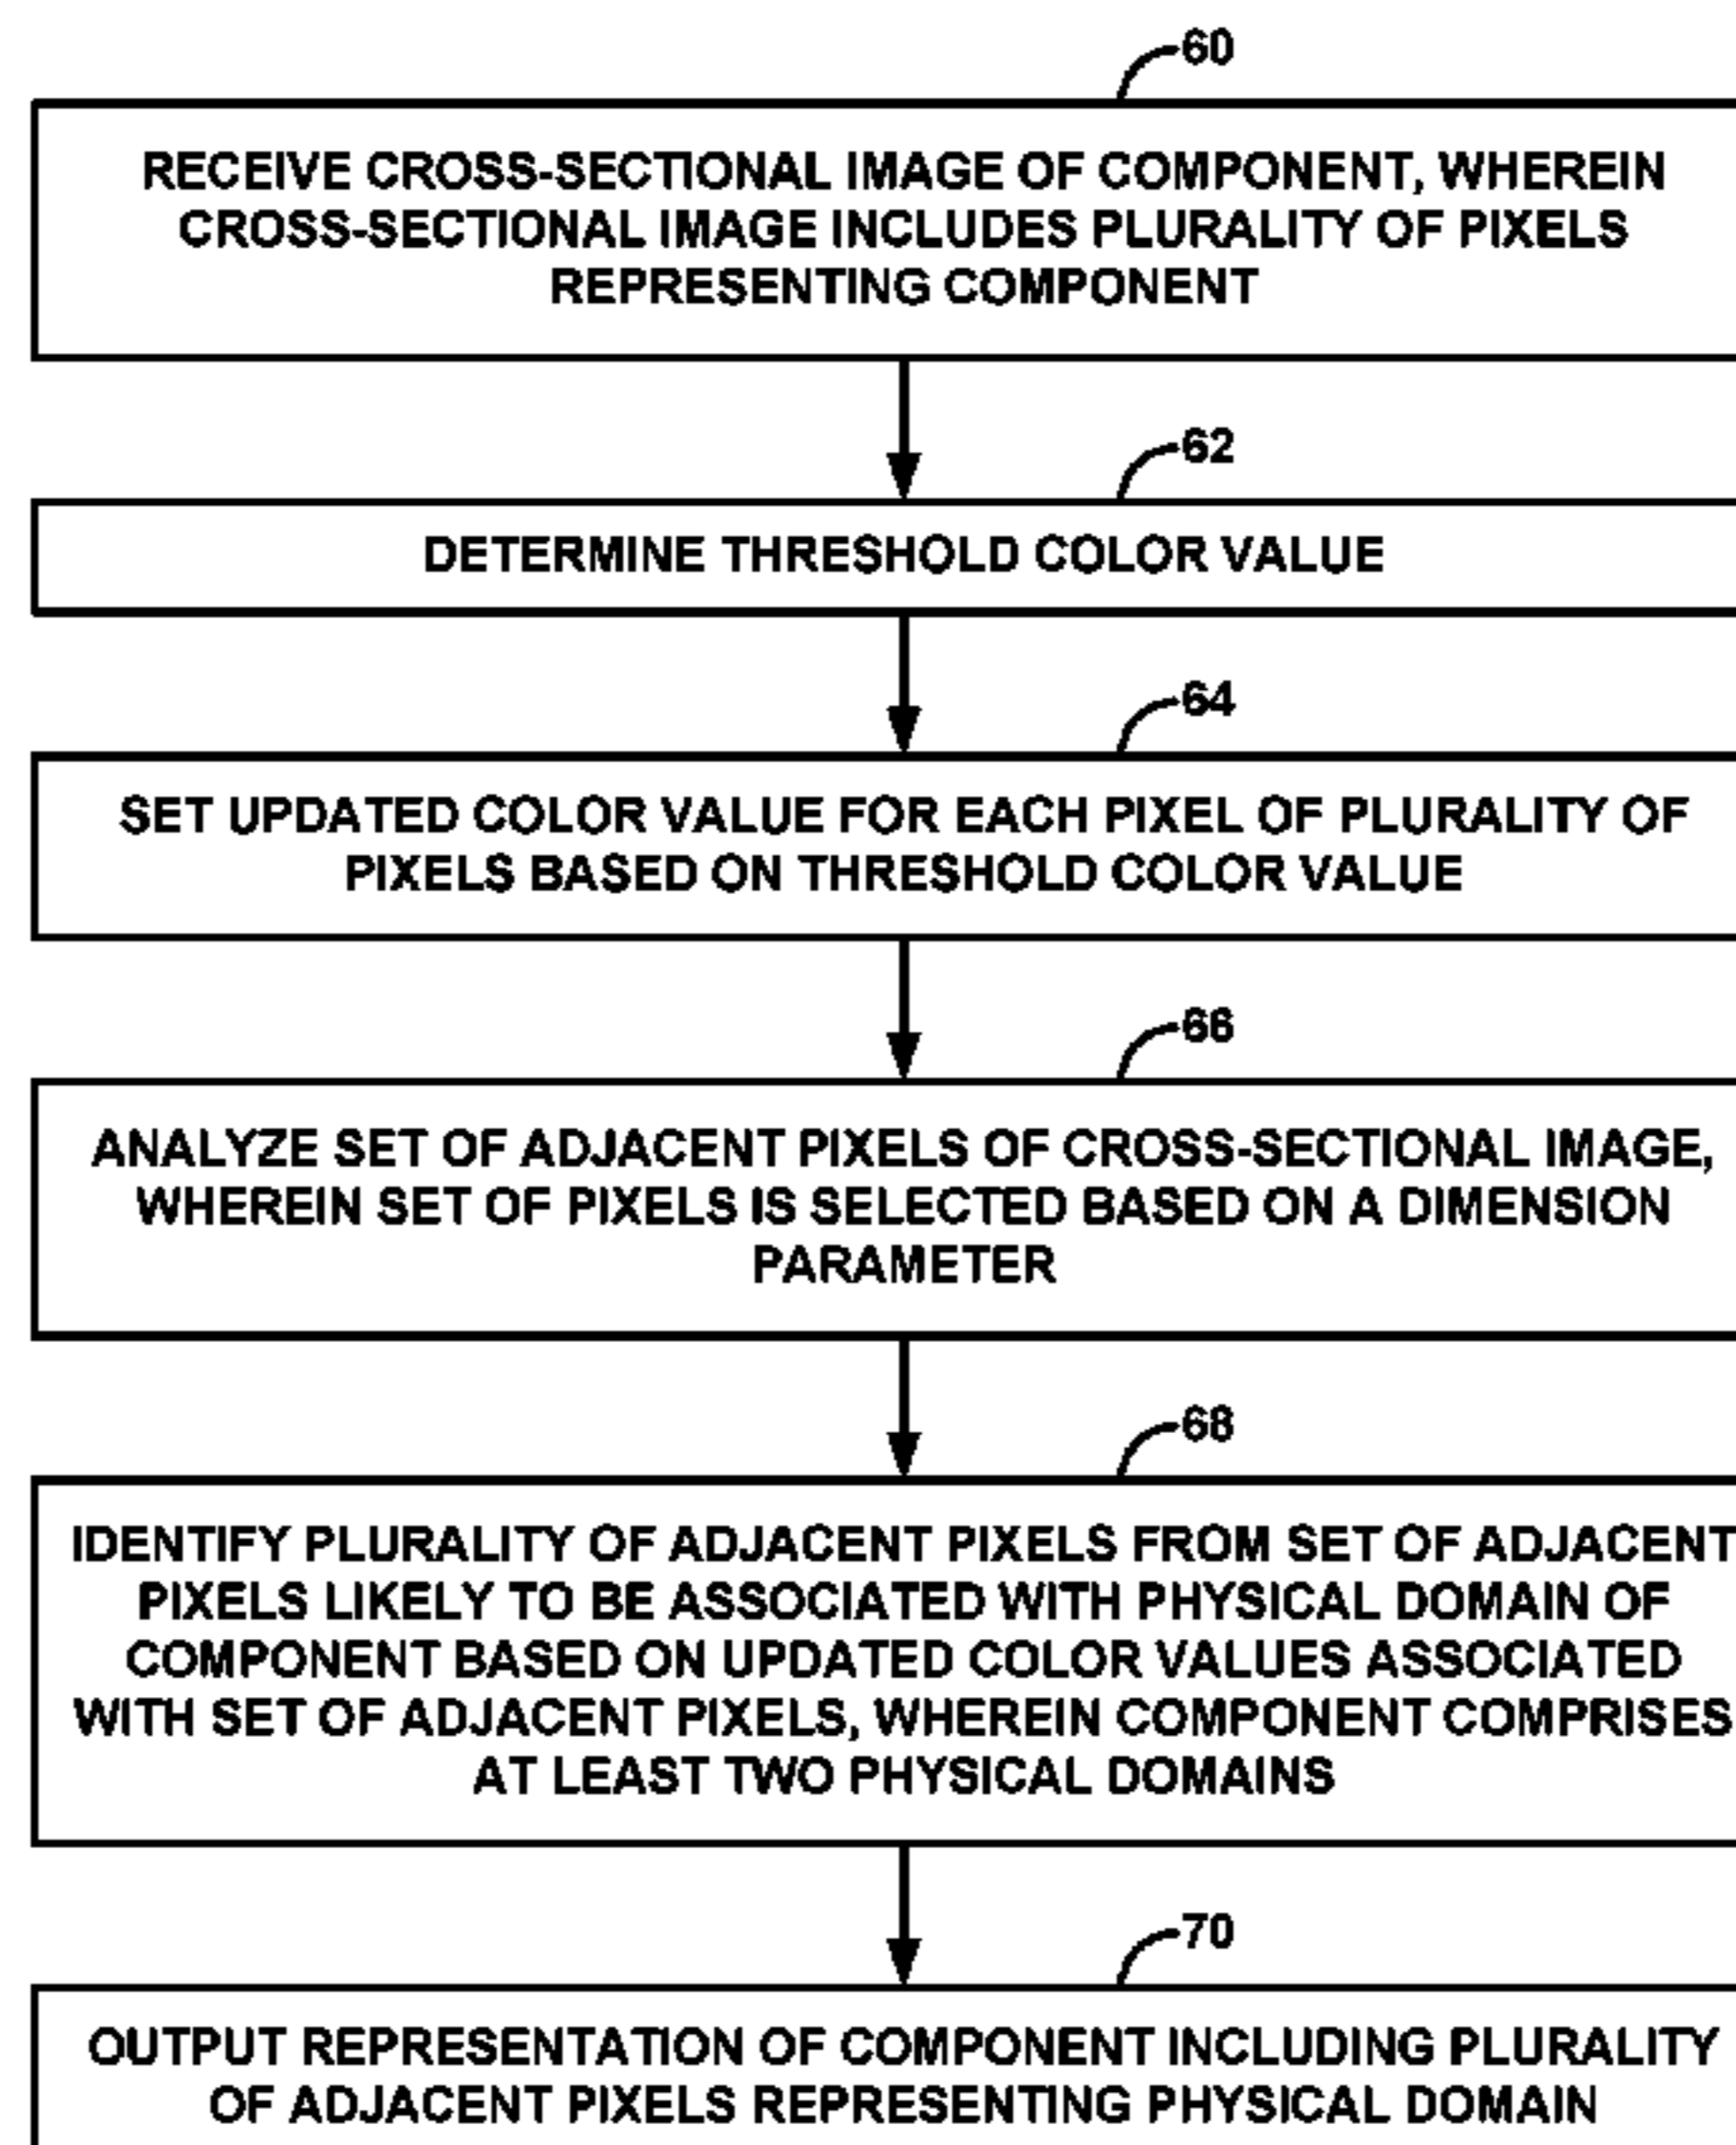 60
RECEIVE CROSS-SECTIONAL IMAGE OF COMPONENT, WHEREIN
CROSS-SECTIONAL IMAGE INCLUDES PLURALITY OF PIXELS
REPRESENTING COMPONENT
62
DETERMINE THRESHOLD COLOR VALUE
64
SET UPDATED COLOR VALUE FOR EACH PIXEL OF PLURALITY OF
PIXELS BASED ON THRESHOLD COLOR VALUE
66
ANALYZE SET OF ADJACENT PIXELS OF CROSS-SECTIONAL IMAGE,
WHEREIN SET OF PIXELS IS SELECTED BASED ON A DIMENSION
PARAMETER
68
IDENTIFY PLURALITY OF ADJACENT PIXELS FROM SET OF ADJACENT
PIXELS LIKELY TO BE ASSOCIATED WITH PHYSICAL DOMAIN OF
COMPONENT BASED ON UPDATED COLOR VALUES ASSOCIATED
WITH SET OF ADJACENT PIXELS, WHEREIN COMPONENT COMPRISES
AT LEAST TWO PHYSICAL DOMAINS
70
OUTPUT REPRESENTATION OF COMPONENT INCLUDING PLURALITY
OF ADJACENT PIXELS REPRESENTING PHYSICAL DOMAIN